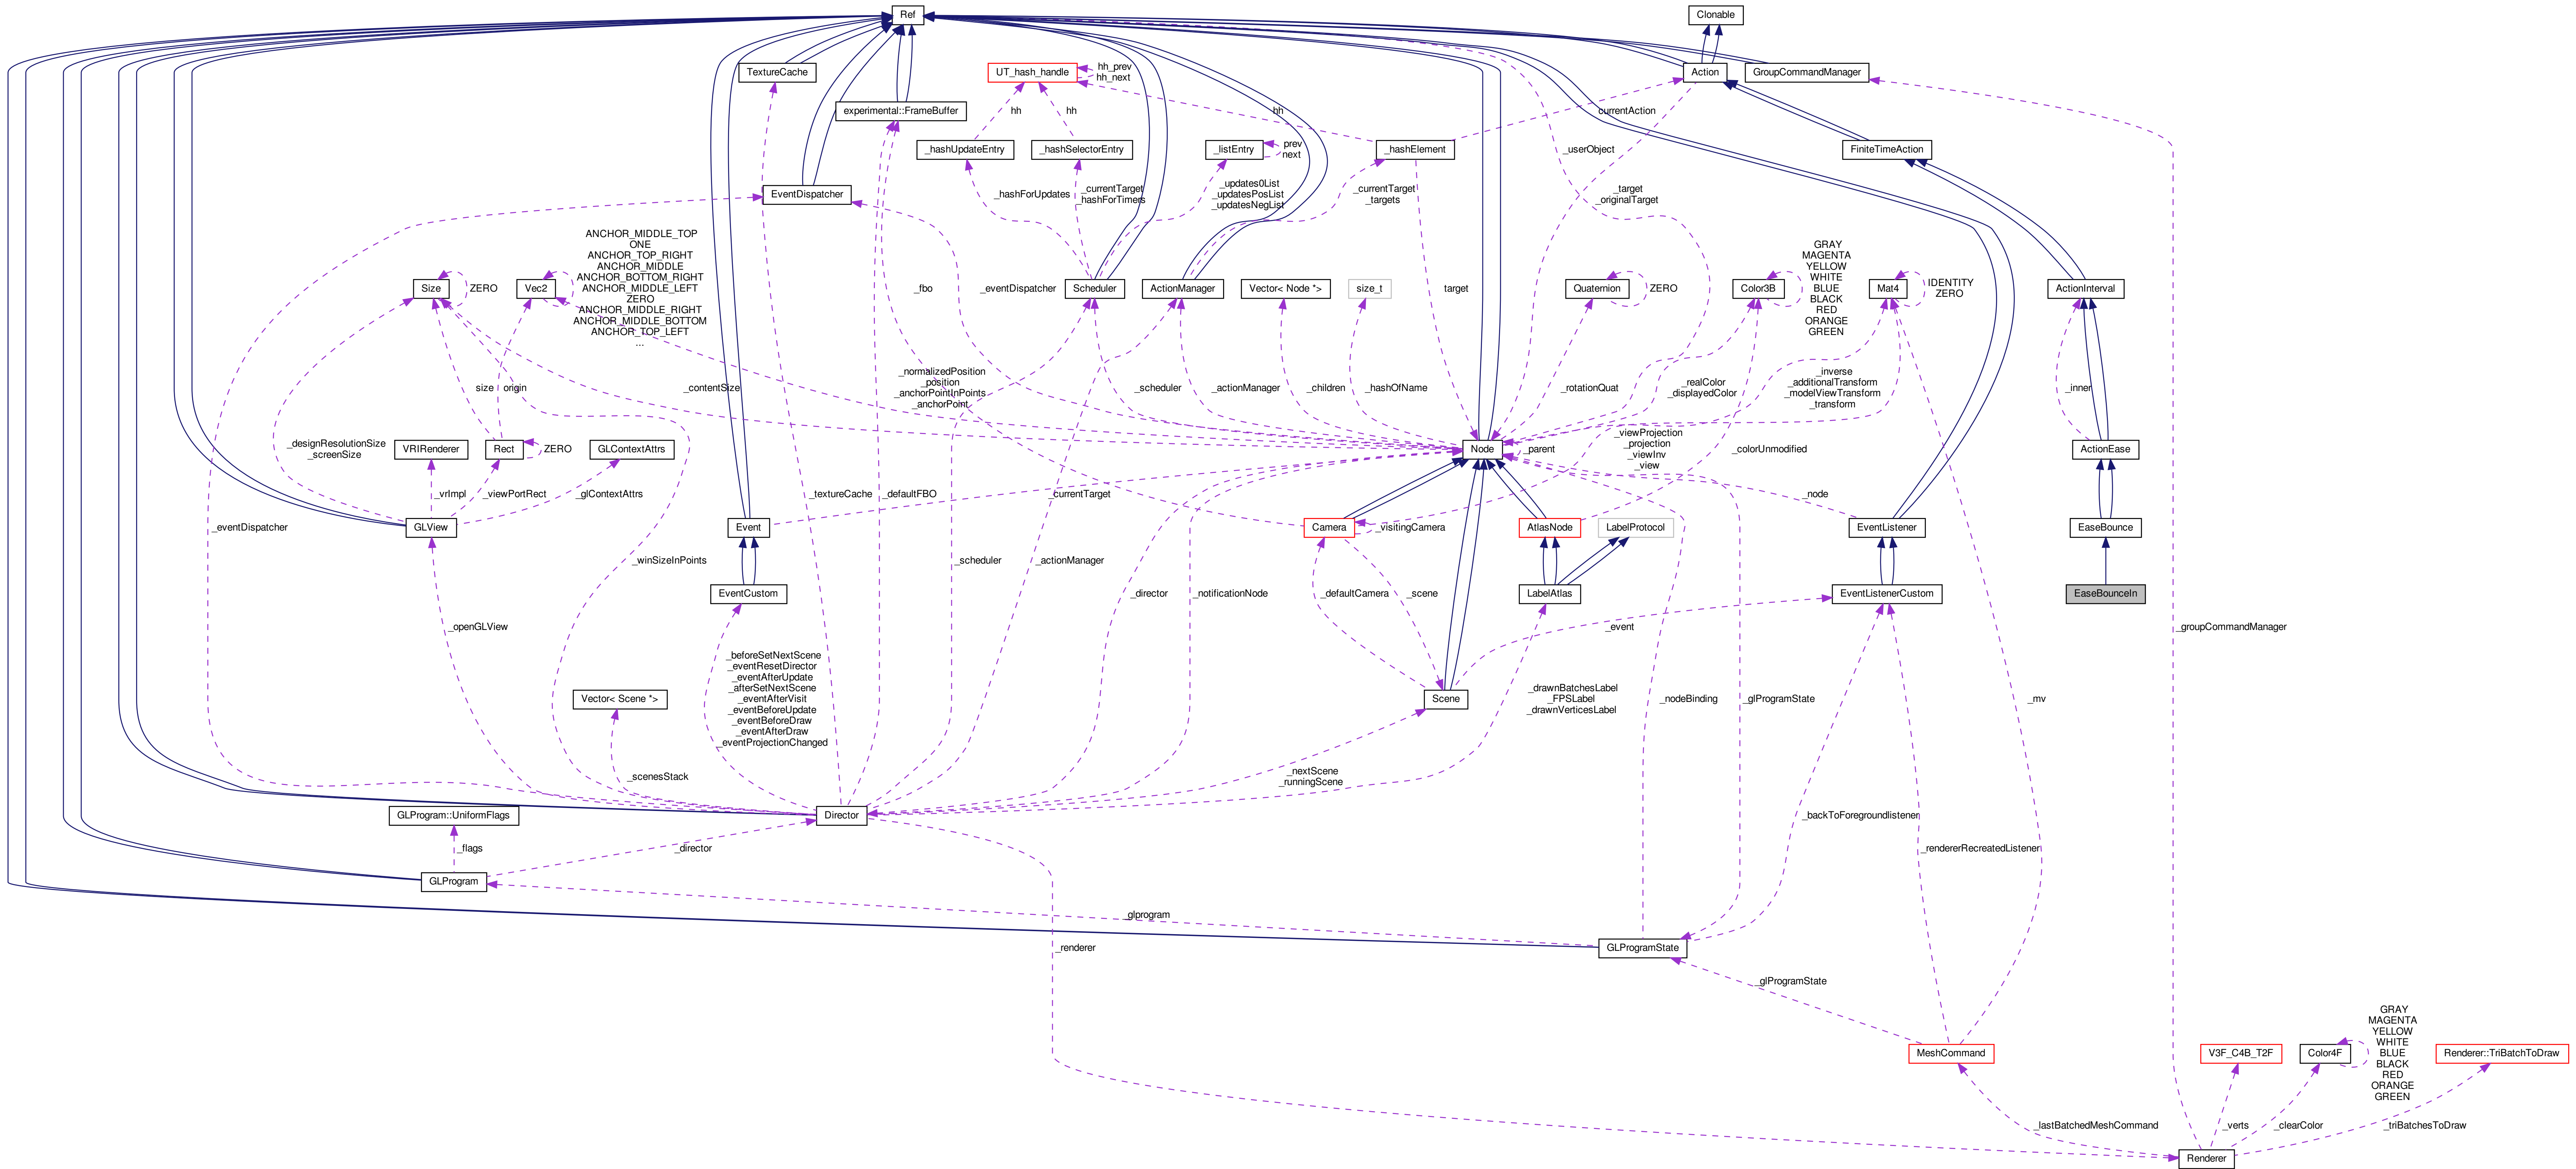 Ref
Clonable
TextureCache
UT_hash_handle
hh_prev
hh_next
Action
GroupCommandManager
experimental::FrameBuffer
hh
hh
hh
currentAction
_hashUpdateEntry
_hashSelectorEntry
_listEntry
prev
next
_hashElement
_userObject
FiniteTimeAction
EventDispatcher
_hashForUpdates
_currentTarget
_hashForTimers
_updates0List
_updatesPosList
_updatesNegList
_currentTarget
_targets
_target
_originalTarget
ANCHOR_MIDDLE_TOP
ONE
ANCHOR_TOP_RIGHT
ANCHOR_MIDDLE
ANCHOR_BOTTOM_RIGHT
ANCHOR_MIDDLE_LEFT
ZERO
ANCHOR_MIDDLE_RIGHT
ANCHOR_MIDDLE_BOTTOM
ANCHOR_TOP_LEFT
...
GRAY
MAGENTA
YELLOW
WHITE
BLUE
BLACK
RED
ORANGE
GREEN
Size
ZERO
Vec2
_fbo
_eventDispatcher
Scheduler
ActionManager
Vector< Node *>
size_t
target
Quaternion
ZERO
Color3B
Mat4
IDENTITY
ZERO
ActionInterval
size
origin
_contentSize
_normalizedPosition
_position
_anchorPointInPoints
_anchorPoint
_scheduler
_actionManager
_children
_hashOfName
_rotationQuat
_realColor
_displayedColor
_inverse
_additionalTransform
_modelViewTransform
_transform
_inner
_designResolutionSize
_screenSize
VRIRenderer
Rect
ZERO
GLContextAttrs
Node
_parent
_viewProjection
_projection
_viewInv
_view
_colorUnmodified
ActionEase
_vrImpl
_viewPortRect
_glContextAttrs
_textureCache
_defaultFBO
_currentTarget
_node
_eventDispatcher
GLView
Event
Camera
_visitingCamera
AtlasNode
LabelProtocol
EventListener
EaseBounce
_winSizeInPoints
_scheduler
_actionManager
EventCustom
_director
_notificationNode
_defaultCamera
_scene
LabelAtlas
EventListenerCustom
EaseBounceIn
_openGLView
_event
_groupCommandManager
_beforeSetNextScene
_eventResetDirector
_eventAfterUpdate
_afterSetNextScene
_eventAfterVisit
_eventBeforeUpdate
_eventBeforeDraw
_eventAfterDraw
_eventProjectionChanged
Vector< Scene *>
Scene
_drawnBatchesLabel
_FPSLabel
_drawnVerticesLabel
_nodeBinding
_glProgramState
_mv
_scenesStack
_nextScene
_runningScene
GLProgram::UniformFlags
Director
_backToForegroundlistener
_flags
_director
_rendererRecreatedListener
GLProgram
_glprogram
_renderer
GLProgramState
_glProgramState
GRAY
MAGENTA
YELLOW
WHITE
BLUE
BLACK
RED
ORANGE
GREEN
MeshCommand
V3F_C4B_T2F
Color4F
Renderer::TriBatchToDraw
_lastBatchedMeshCommand
_verts
_clearColor
_triBatchesToDraw
Renderer